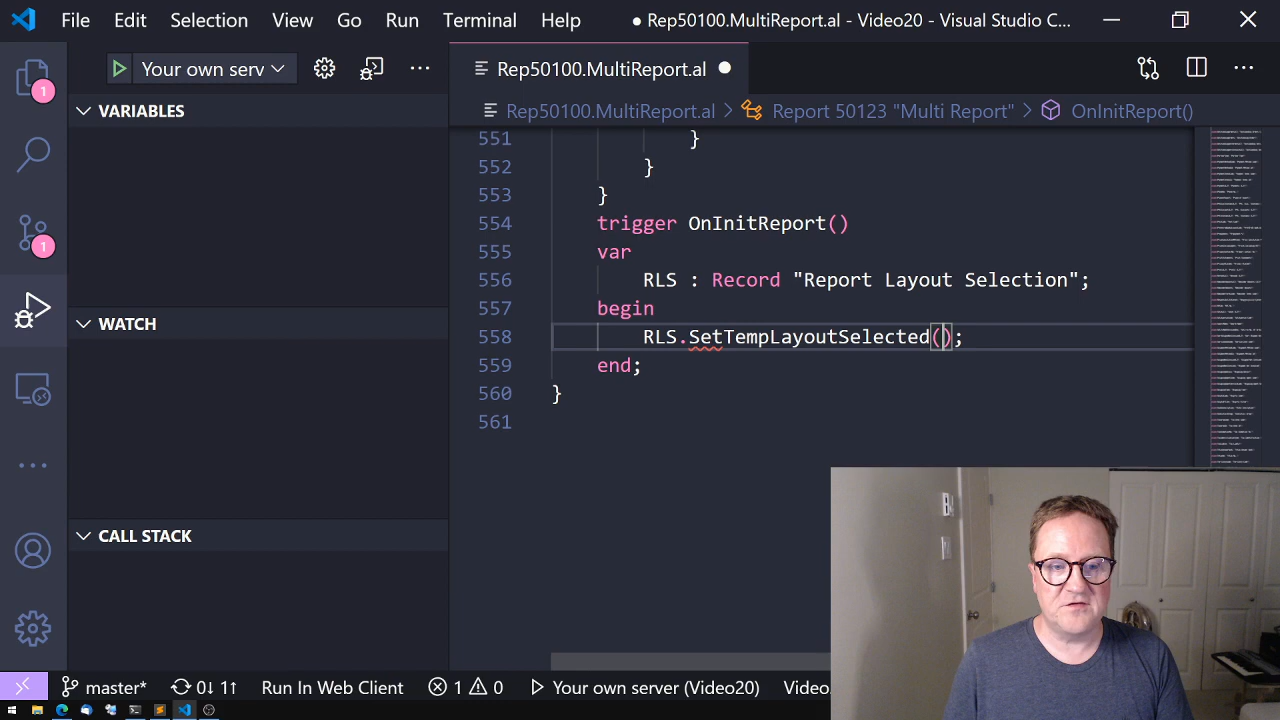 File Edit Selection View Go Run Terminal Help ● Rep50100.MultiReport.al - Video20 - Visual Studio C...
Your own serv
Rep50100.MultiReport.al
VARIABLES
Rep50100.MultiReport.al > Report 50123 "Multi Report" > OnInitReport()
1
1
551 }
552 }
553 }
554 trigger OnInitReport()
555 var
556 RLS : Record "Report Layout Selection";
557 begin
558 RLS.SetTempLayoutSelected();
559 end;
560 }
561
WATCH
CALL STACK
master* 0↓ 1↑ Run In Web Client 1 0 Your own server (Video20) Video